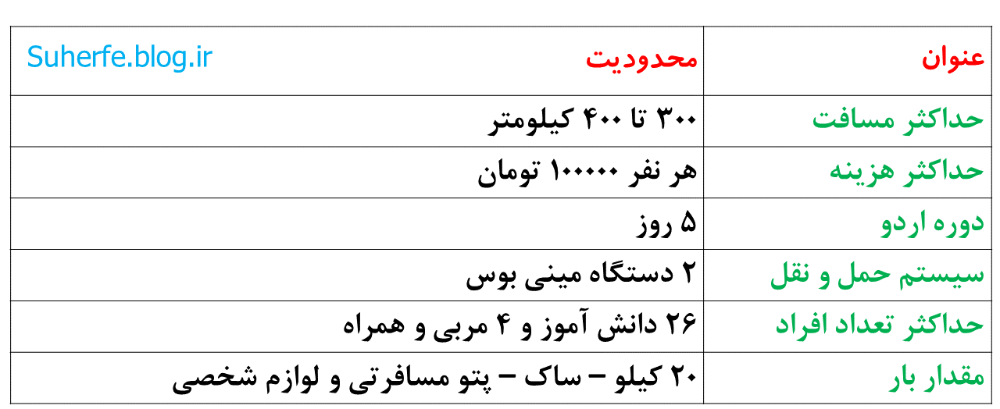 عنوان محدودیت Suherfe.blog.ir
حداکثر مسافت ۳۰۰ تا ۴۰۰ کیلومتر
حداکثر هزینه هر نفر ۱۰۰۰۰۰ تومان
دوره اردو ۵ روز
سیستم حمل و نقل ۲ دستگاه مینی بوس
حداکثر تعداد افراد ۲۶ دانش آموز و ۴ مربی و همراه
مقدار بار ۲۰ کیلو – ساک – پتو مسافرتی و لوازم شخصی